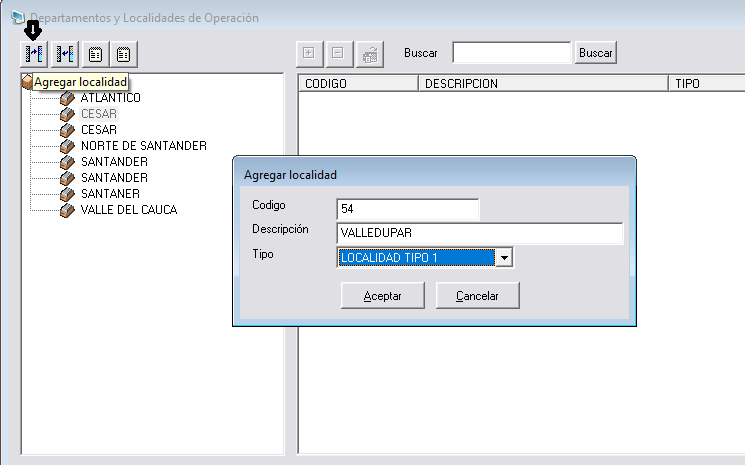 Departamentos y Localidades de Operación
Buscar
Buscar
Agregar localidad
ATLANTICO
CESAR
CESAR
NORTE DE SANTANDER
SANTANDER
SANTANDER
SANTANER
VALLE DEL CAUCA
CODIGO DESCRIPCION TIPO
Agregar localidad
Codigo 54
Descripción VALLEDUPAR
Tipo LOCALIDAD TIPO 1
Aceptar Cancelar